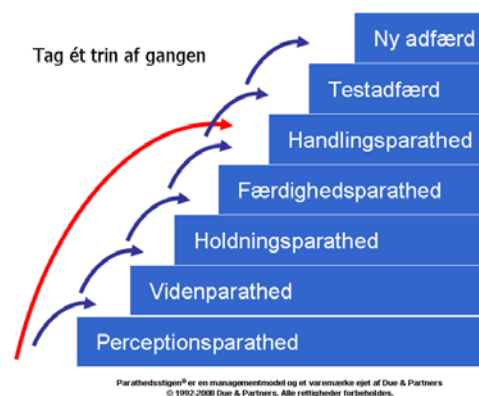 Ny adfærd
Tag ét trin af gangen
Testadfærd
Handlingsparathed
Færdighedsparathed
Holdningsparathed
Videnparathed
Perceptionsparathed
Parathedsstigen® er en managementmodel og et varemærke ejet af Due & Partners
© 1992-2008 Due & Partners. Alle rettigheder forbeholdes.